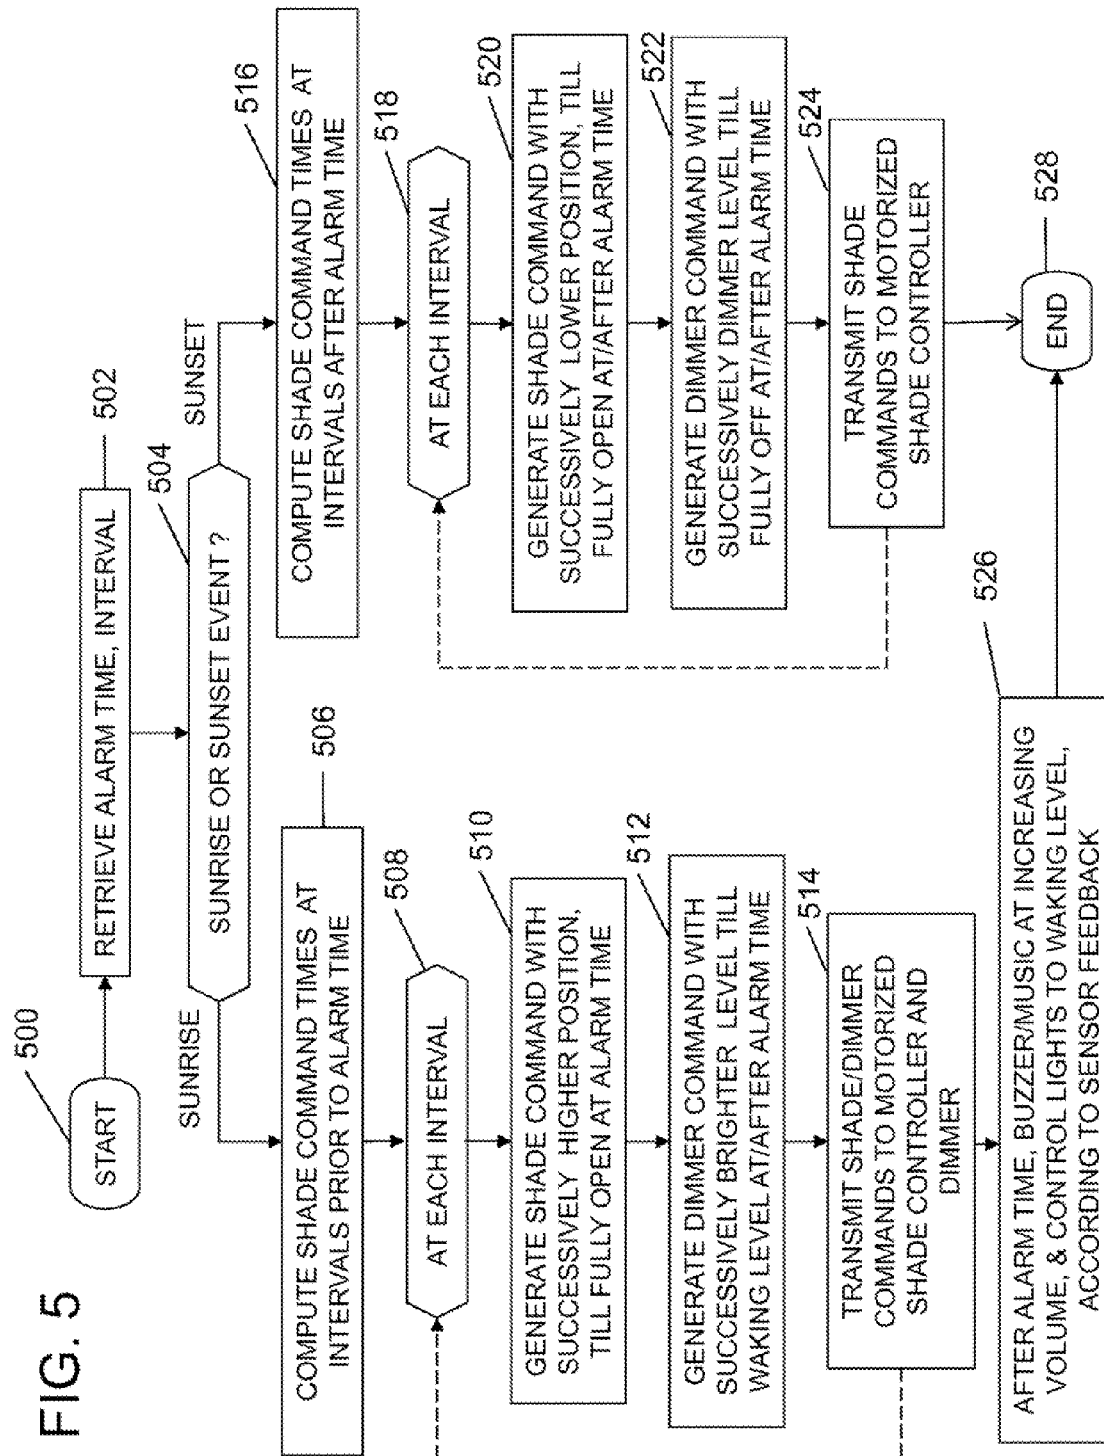 FIG. 5
500
START
RETRIEVE ALARM TIME, INTERVAL
502
504
SUNRISE OR SUNSET EVENT ?
SUNRISE
SUNSET
COMPUTE SHADE COMMAND TIMES AT
INTERVALS PRIOR TO ALARM TIME
506
AT EACH INTERVAL
508
GENERATE SHADE COMMAND WITH
SUCCESSIVELY HIGHER POSITION,
TILL FULLY OPEN AT ALARM TIME
510
GENERATE DIMMER COMMAND WITH
SUCCESSIVELY BRIGHTER LEVEL TILL
WAKING LEVEL AT/AFTER ALARM TIME
512
TRANSMIT SHADE/DIMMER
COMMANDS TO MOTORIZED
SHADE CONTROLLER AND
DIMMER
514
COMPUTE SHADE COMMAND TIMES AT
INTERVALS AFTER ALARM TIME
516
AT EACH INTERVAL
518
GENERATE SHADE COMMAND WITH
SUCCESSIVELY LOWER POSITION, TILL
FULLY OPEN AT/AFTER ALARM TIME
520
GENERATE DIMMER COMMAND WITH
SUCCESSIVELY DIMMER LEVEL TILL
FULLY OFF AT/AFTER ALARM TIME
522
TRANSMIT SHADE
COMMANDS TO MOTORIZED
SHADE CONTROLLER
524
AFTER ALARM TIME, BUZZER/MUSIC AT INCREASING
VOLUME, & CONTROL LIGHTS TO WAKING LEVEL,
ACCORDING TO SENSOR FEEDBACK
526
END
528